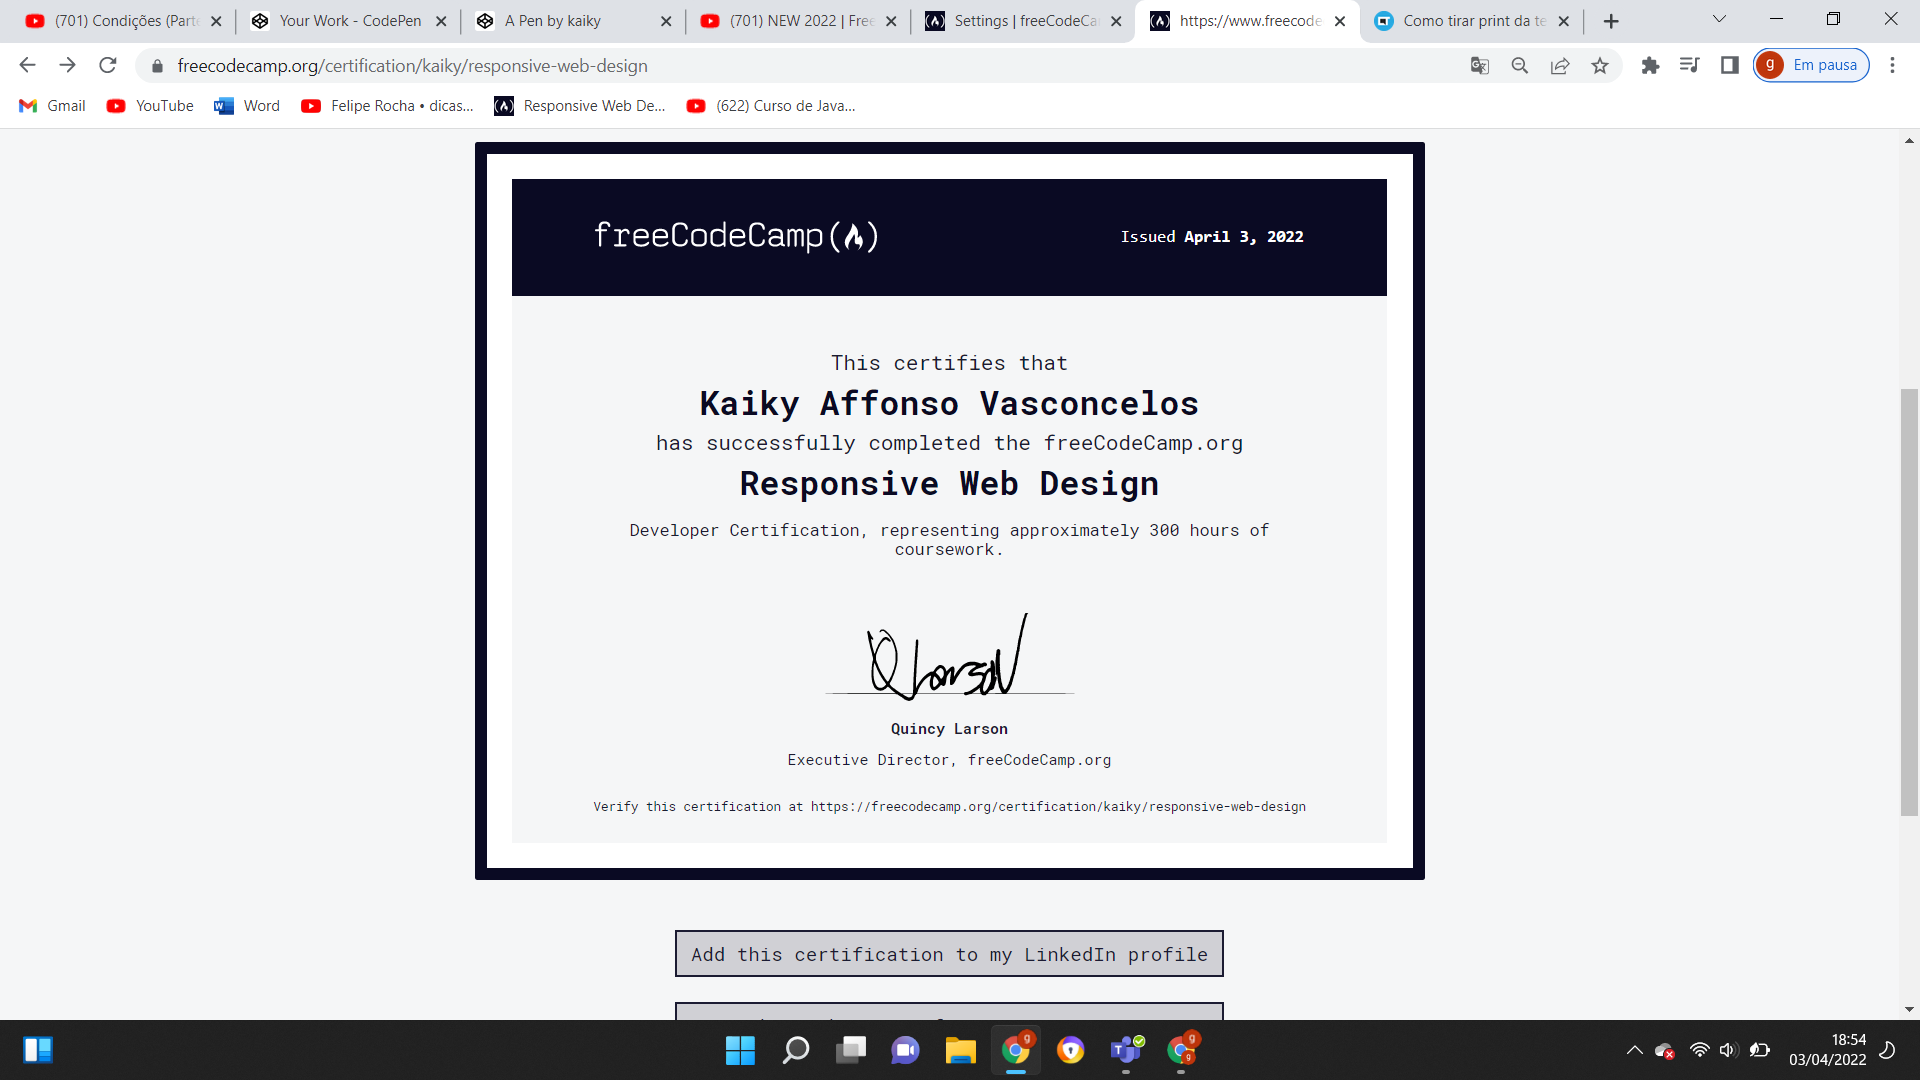 (701) Condições (Part
Your Work - CodePen
A Pen by kaiky
(701) NEW 2022 | Free
Settings | freeCodeCa
https://www.freecode
Como tirar print da te
freecodecamp.org/certification/kaiky/responsive-web-design
g Em pausa
Gmail
YouTube
Word
Felipe Rocha • dicas...
Responsive Web De...
(622) Curso de Java...
freeCodeCamp
Issued April 3, 2022
This certifies that
Kaiky Affonso Vasconcelos
has successfully completed the freeCodeCamp.org
Responsive Web Design
Developer Certification, representing approximately 300 hours of
coursework.
QLarson
Quincy Larson
Executive Director, freeCodeCamp.org
Verify this certification at https://freecodecamp.org/certification/kaiky/responsive-web-design
Add this certification to my LinkedIn profile
18:54
03/04/2022